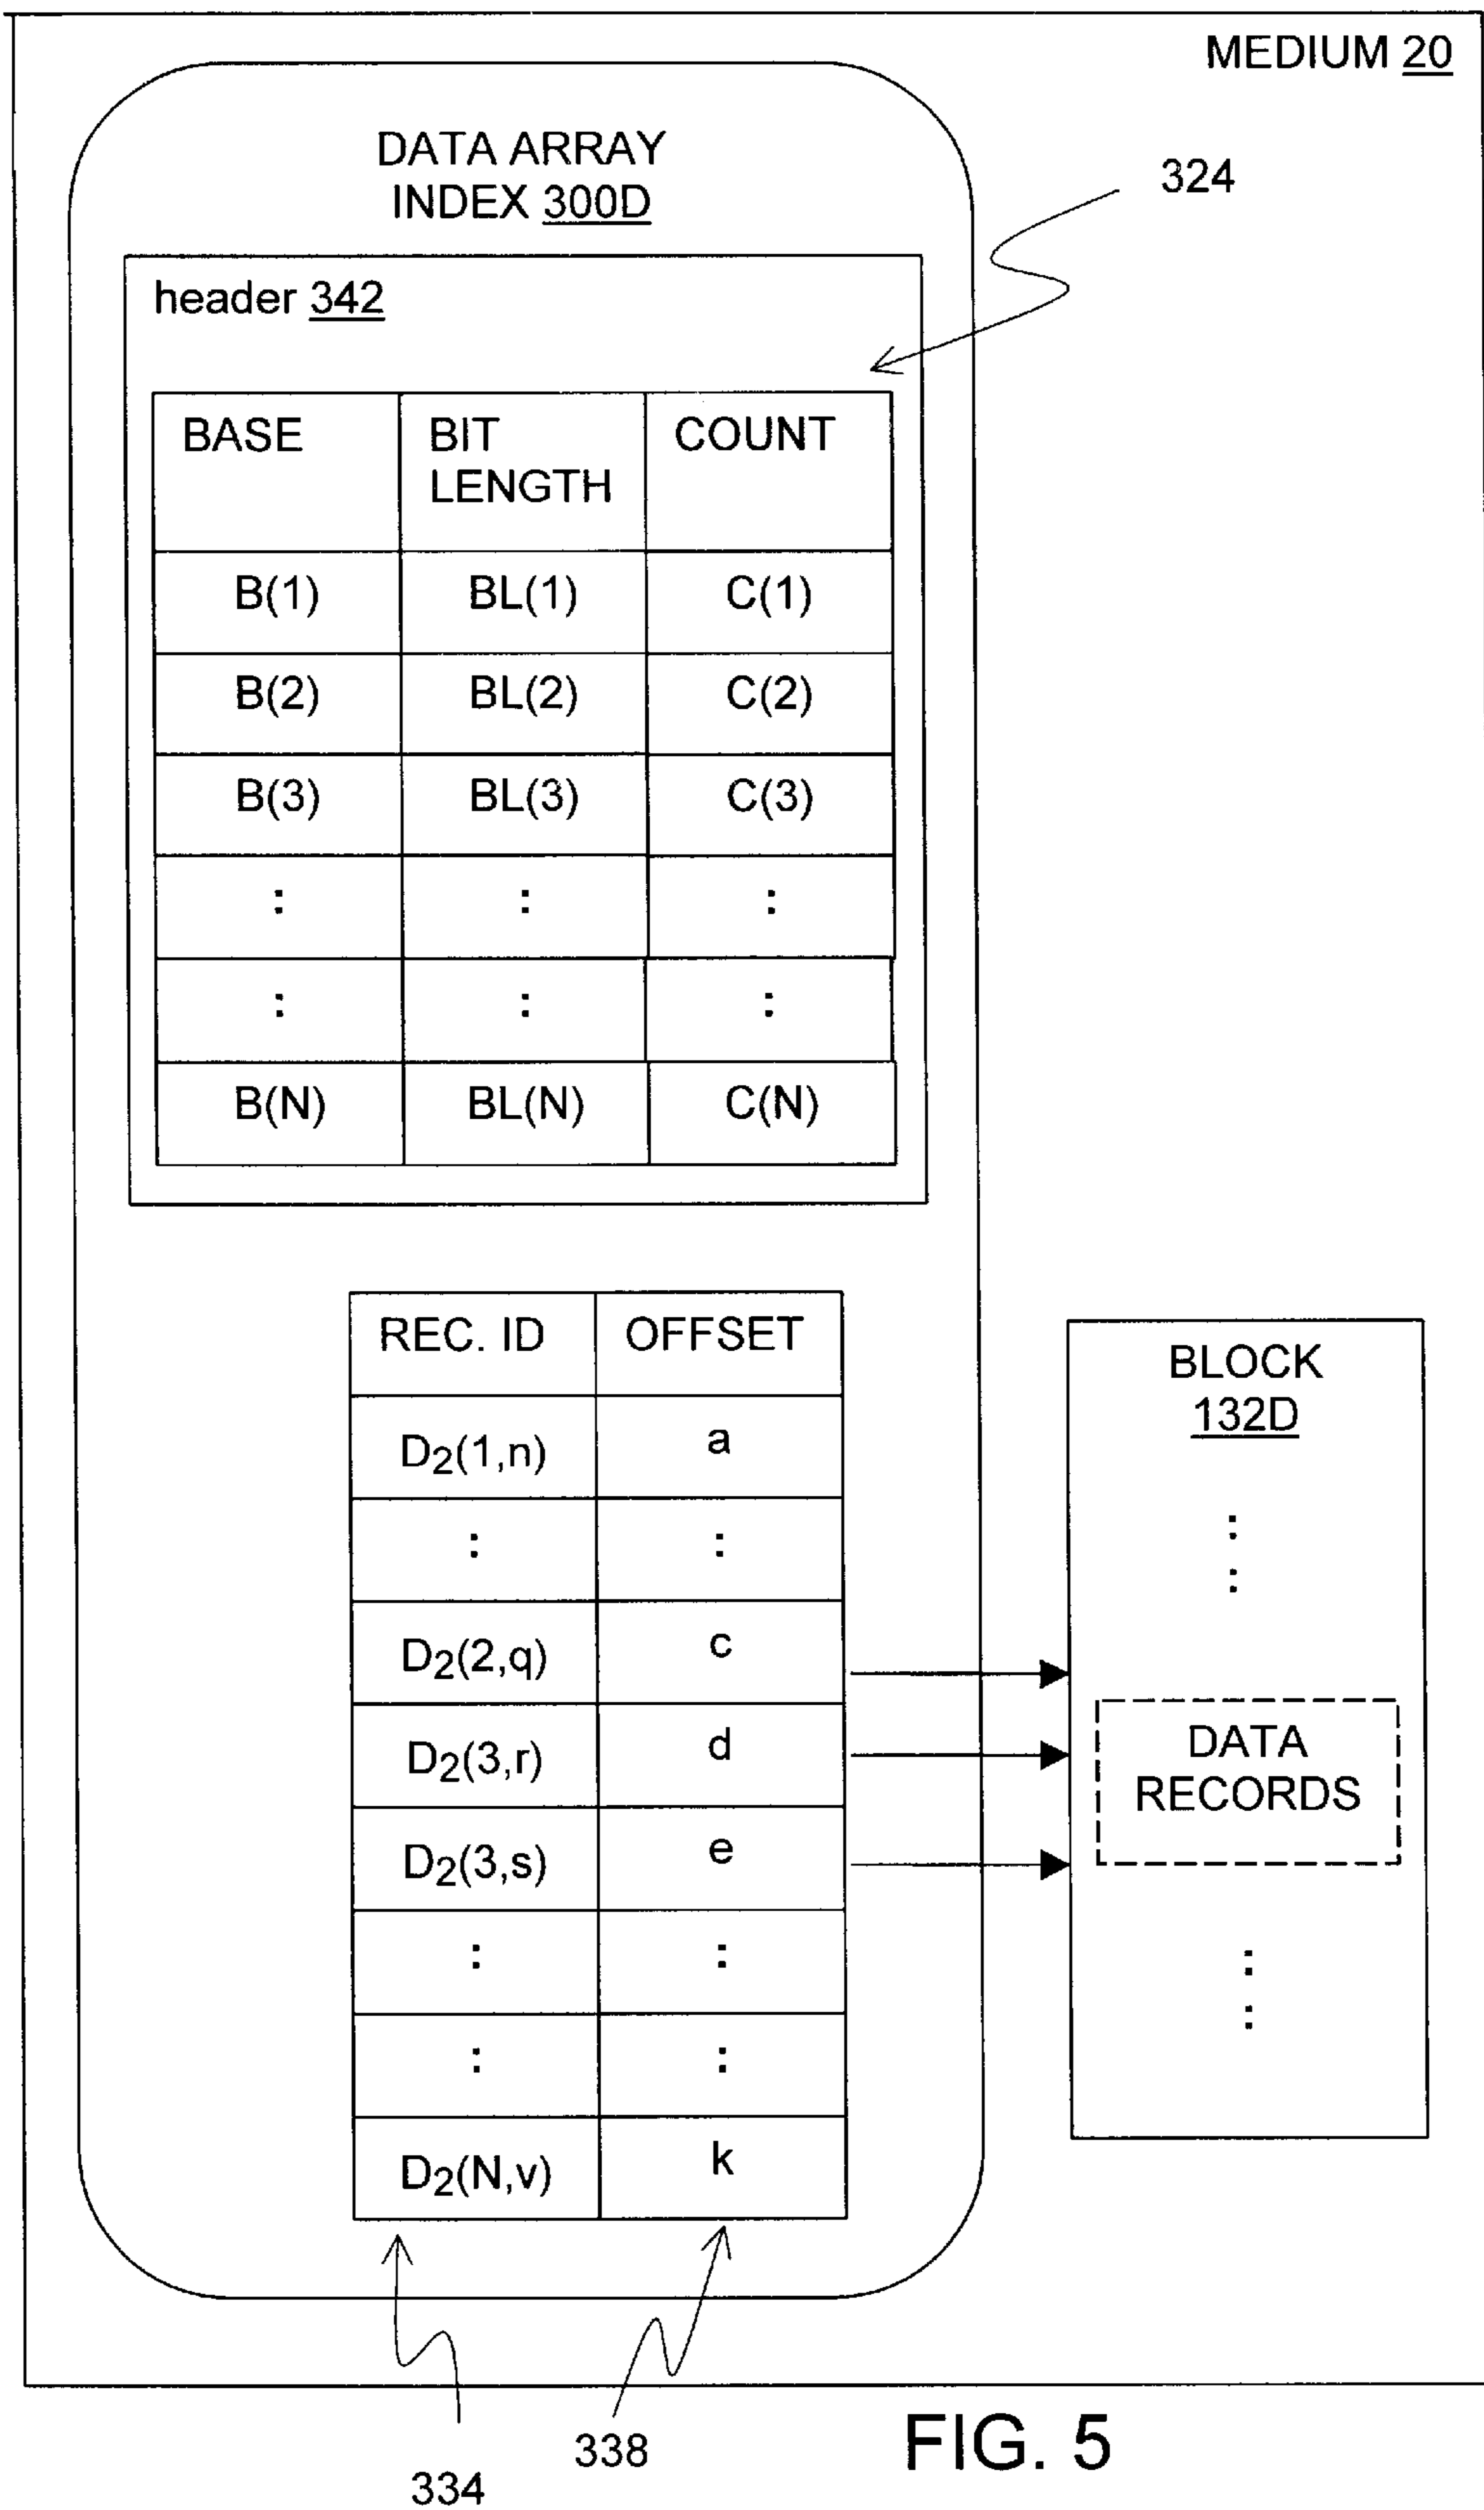 MEDIUM 20
DATA ARRAY
INDEX 300D
324
header 342
BASE BIT LENGTH COUNT
B(1) BL(1) C(1)
B(2) BL(2) C(2)
B(3) BL(3) C(3)
: : :
: : :
B(N) BL(N) C(N)
REC. ID OFFSET
D2(1,n) a
: :
D2(2,q) c
D2(3,r) d
D2(3,s) e
: :
: :
D2(N,v) k
BLOCK
132D
:
:
DATA
RECORDS
:
:
334
338
FIG. 5